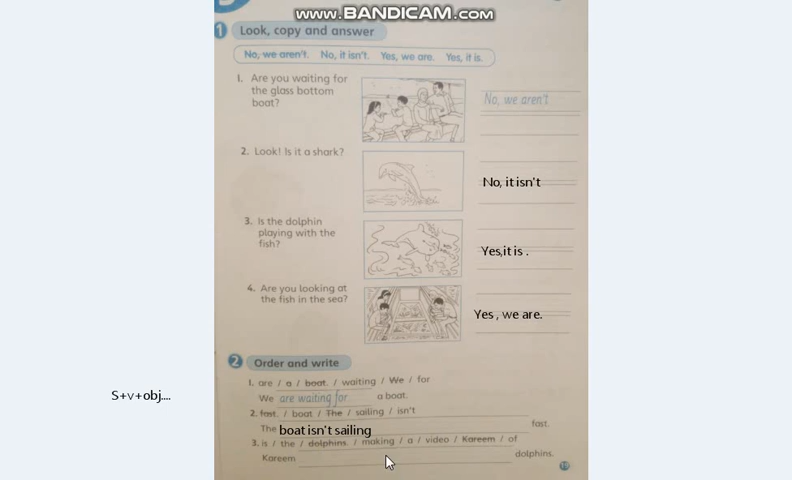 www.BANDICAM.com
1 Look, copy and answer
No, we aren't. No, it isn't. Yes, we are. Yes, it is.
1. Are you waiting for
the glass bottom
boat?
No, we aren't
2. Look! Is it a shark?
No, it isn't
3. Is the dolphin
playing with the
fish?
Yes,it is .
4. Are you looking at
the fish in the sea?
Yes , we are.
2 Order and write
1. are / a / boat. / waiting / We / for
We are waiting for a boat.
2. fast. / boat / The / sailing / isn't
The boat isn't sailing fast.
3. is / the / dolphins. / making / a / video / Kareem / of
Kareem dolphins.
S+v+obj....